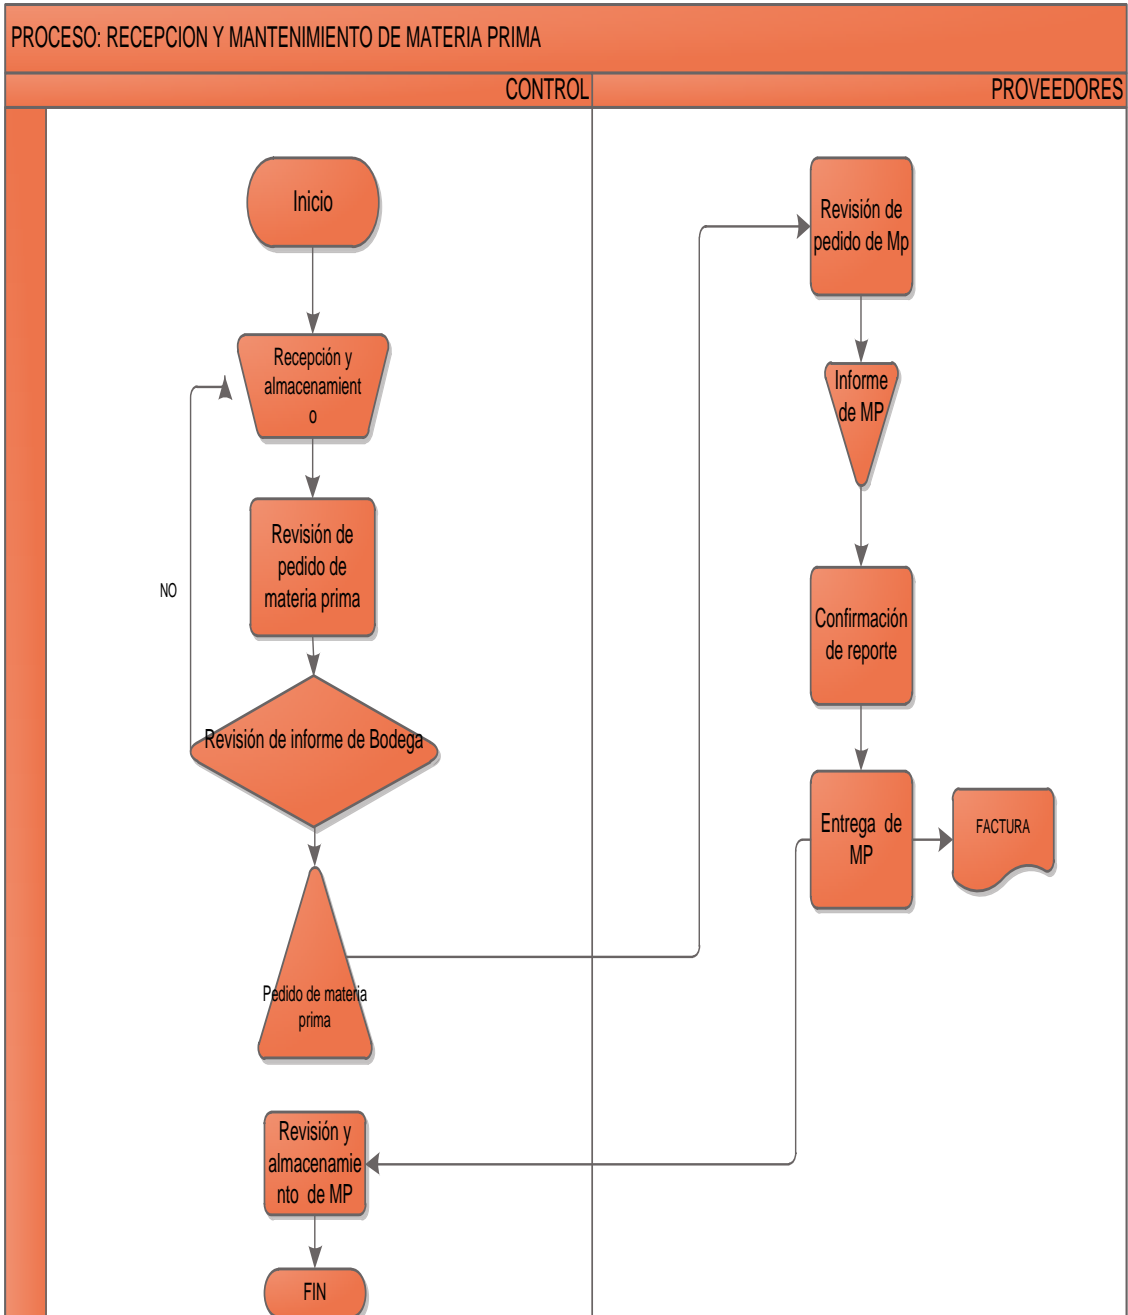 PROCESO: RECEPCION Y MANTENIMIENTO DE MATERIA PRIMA
CONTROL
PROVEEDORES
Inicio
Recepción y
almacenamient
o
Revisión de
pedido de
materia prima
NO
Revisión de informe de Bodega
Pedido de materia
prima
Revisión y
almacenamie
nto de MP
FIN
Revisión de
pedido de Mp
Informe
de MP
Confirmación
de reporte
Entrega de
MP
FACTURA